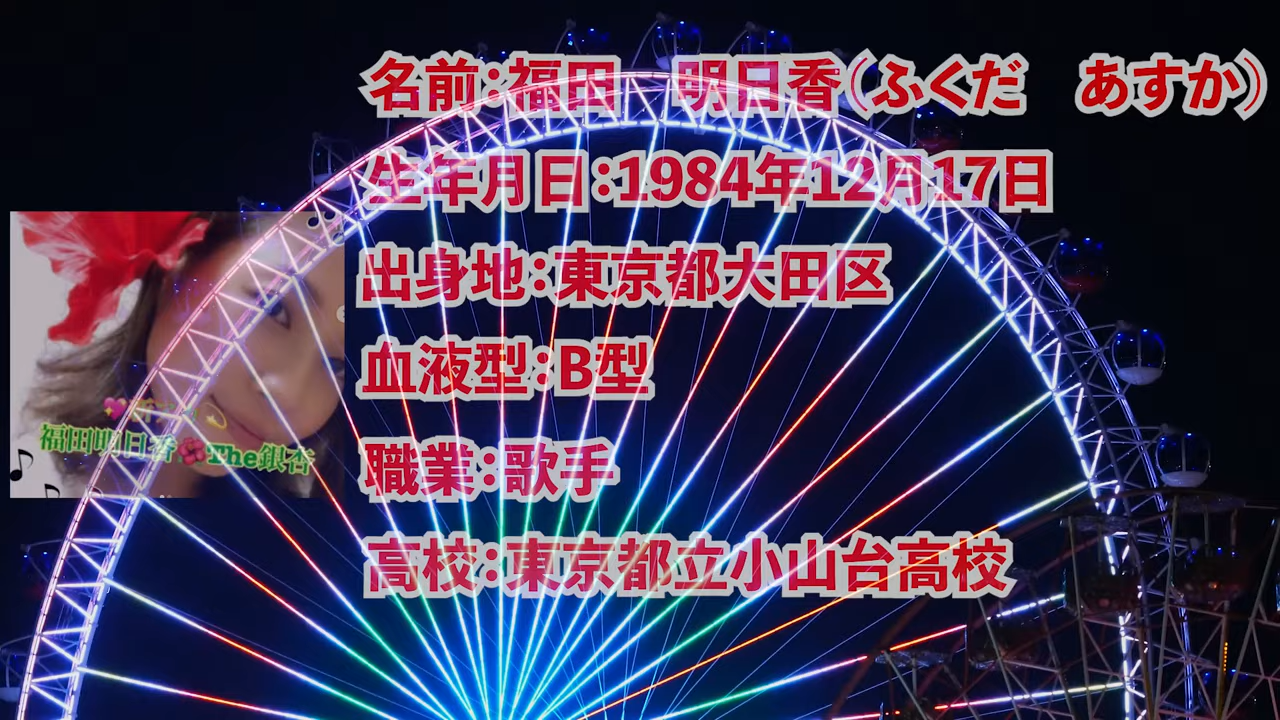 名前：福田　明日香（ふくだ　あすか）
生年月日：1984年12月17日
出身地：東京都大田区
血液型：B型
職業：歌手
高校：東京都立小山台高校
福田明日香🌺The銀杏